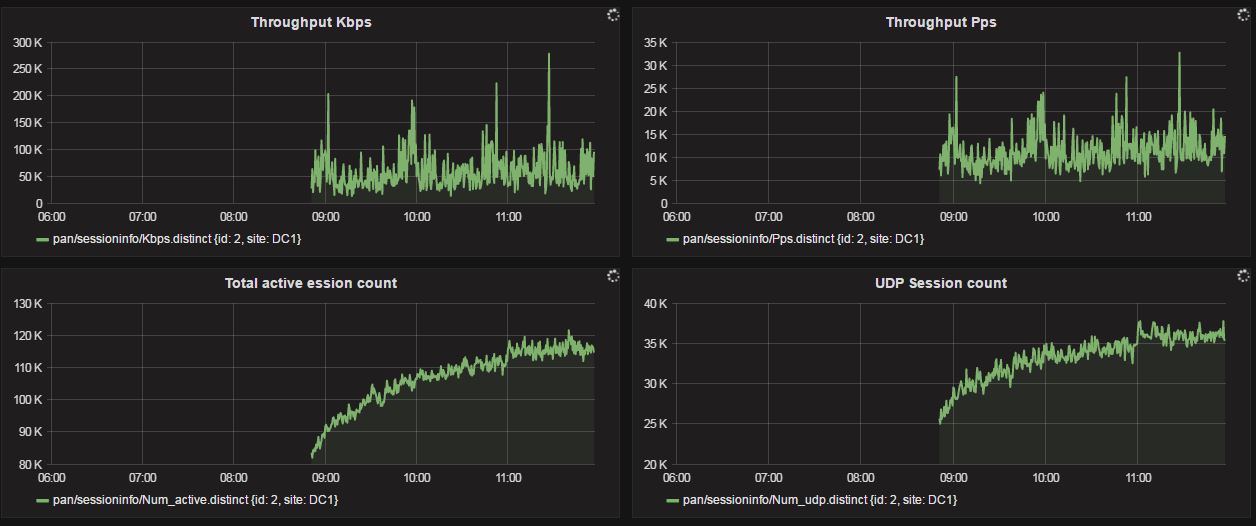 Throughput Kbps
300 K
250 K
200 K
150 K
100 K
50 K
0
06:00 07:00 08:00 09:00 10:00 11:00
pan/sessioninfo/Kbps.distinct {id: 2, site: DC1}
Throughput Pps
35 K
30 K
25 K
20 K
15 K
10 K
5 K
0
06:00 07:00 08:00 09:00 10:00 11:00
pan/sessioninfo/Pps.distinct {id: 2, site: DC1}
Total active ession count
130 K
120 K
110 K
100 K
90 K
80 K
06:00 07:00 08:00 09:00 10:00 11:00
pan/sessioninfo/Num_active.distinct {id: 2, site: DC1}
UDP Session count
40 K
35 K
30 K
25 K
20 K
06:00 07:00 08:00 09:00 10:00 11:00
pan/sessioninfo/Num_udp.distinct {id: 2, site: DC1}